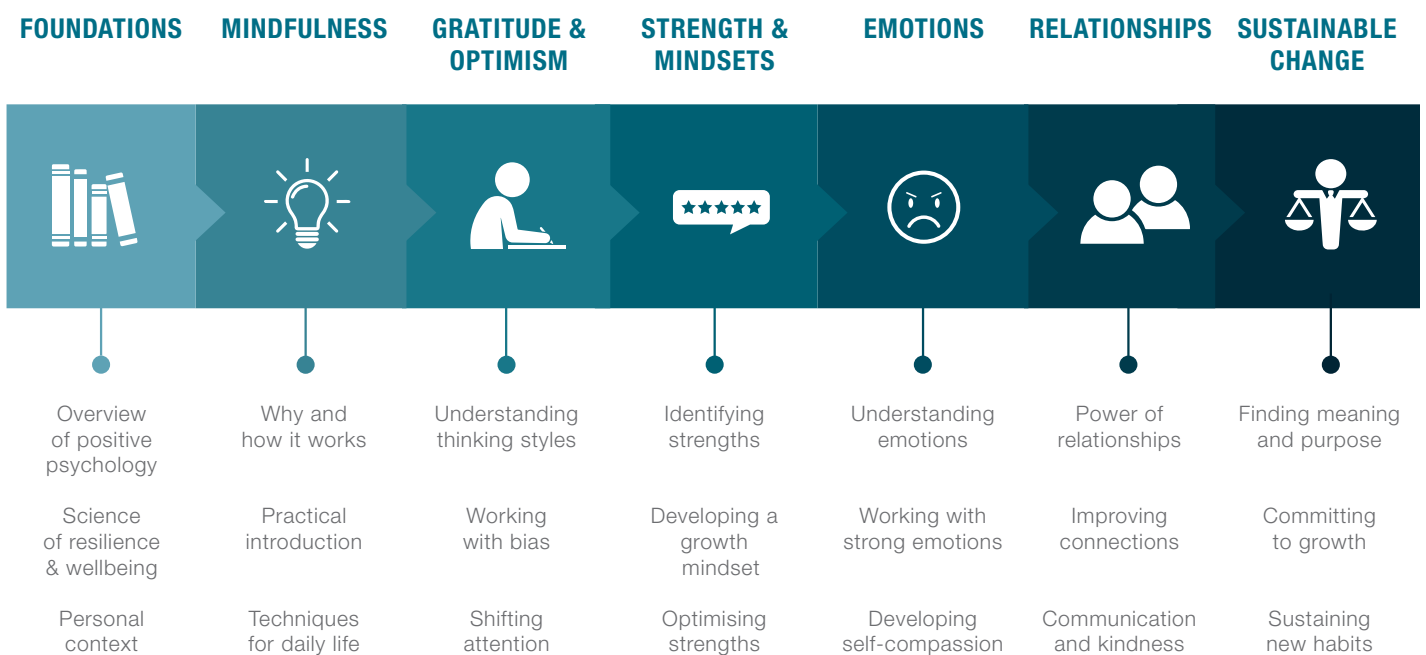 FOUNDATIONS
MINDFULNESS
GRATITUDE &
OPTIMISM
STRENGTH &
MINDSETS
EMOTIONS
RELATIONSHIPS
SUSTAINABLE
CHANGE
Overview
of positive
psychology
Science
of resilience
& wellbeing
Personal
context
Why and
how it works
Practical
introduction
Techniques
for daily life
Understanding
thinking styles
Working
with bias
Shifting
attention
Identifying
strengths
Developing a
growth
mindset
Optimising
strengths
Understanding
emotions
Working with
strong emotions
Developing
self-compassion
Power of
relationships
Improving
connections
Communication
and kindness
Finding meaning
and purpose
Committing
to growth
Sustaining
new habits